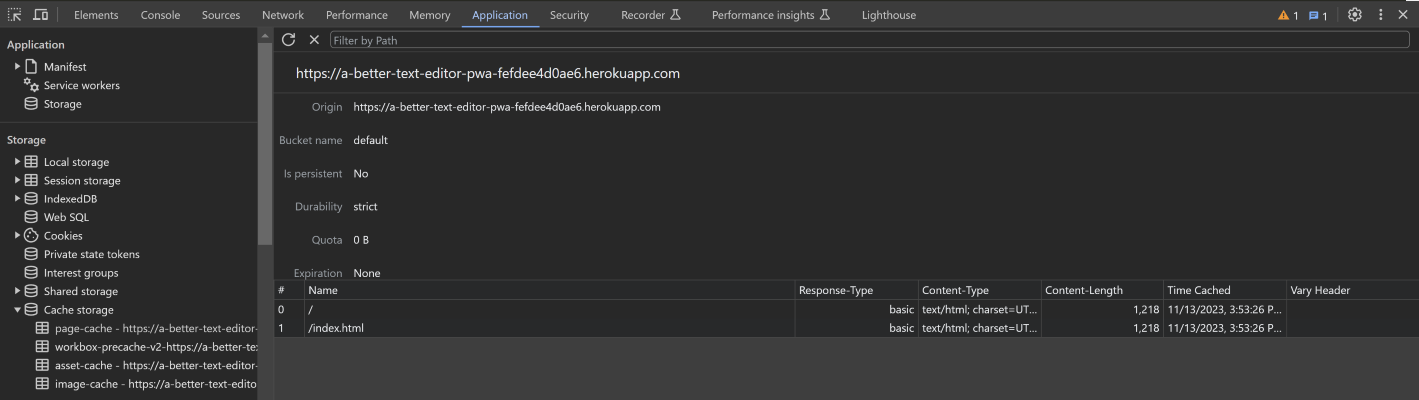 Elements Console Sources Network Performance Memory Application Security Recorder Performance insights Lighthouse 1 1
Application
Manifest
Service workers
Storage
Storage
Local storage
Session storage
IndexedDB
Web SQL
Cookies
Private state tokens
Interest groups
Shared storage
Cache storage
page-cache - https://a-better-text-editor-
workbox-precache-v2-https://a-better-te
asset-cache - https://a-better-text-editor-
image-cache - https://a-better-text-edito
Filter by Path
https://a-better-text-editor-pwa-fefdee4d0ae6.herokuapp.com
Origin https://a-better-text-editor-pwa-fefdee4d0ae6.herokuapp.com
Bucket name default
Is persistent No
Durability strict
Quota 0 B
Expiration None
# Name Response-Type Content-Type Content-Length Time Cached Vary Header
0 / basic text/html; charset=UT... 1,218 11/13/2023, 3:53:26 P...
1 /index.html basic text/html; charset=UT... 1,218 11/13/2023, 3:53:26 P...